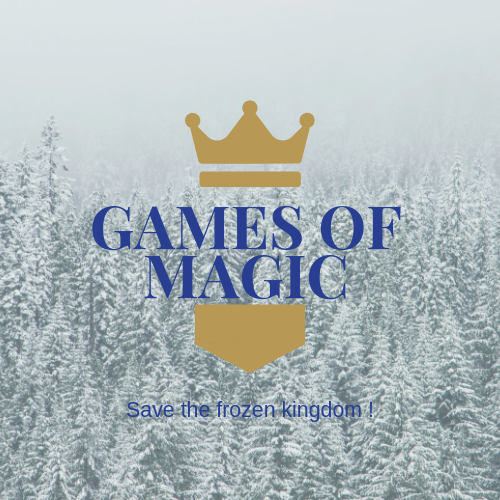 GAMES OF
MAGIC
Save the frozen kingdom !